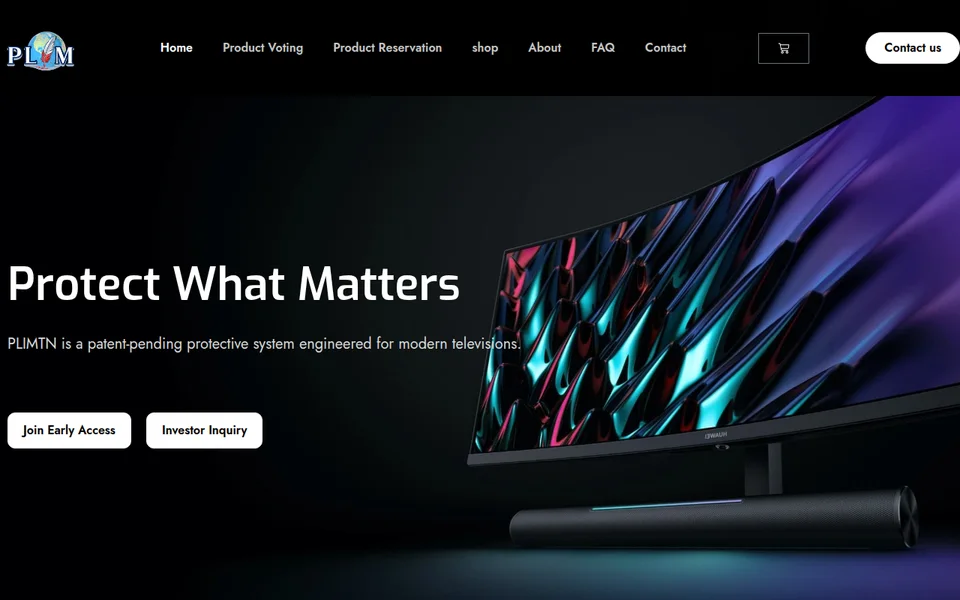 PLIM
Home
Product Voting
Product Reservation
shop
About
FAQ
Contact
Contact us
Protect What Matters
PLIMTN is a patent-pending protective system engineered for modern televisions.
Join Early Access
Investor Inquiry